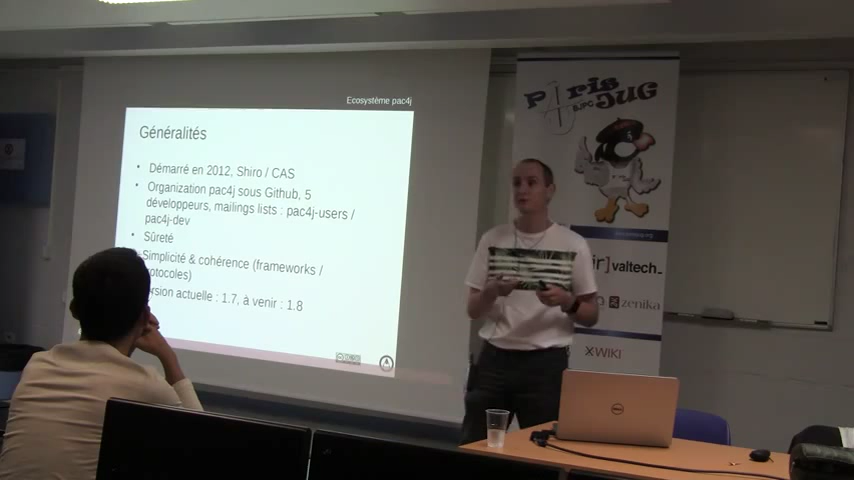 Ecosystème pac4j
Généralités
• Démarré en 2012, Shiro / CAS
• Organization pac4j sous Github, 5
développeurs, mailings lists : pac4j-users /
pac4j-dev
• Sûreté
Simplicité & cohérence (frameworks /
otocoles)
rsion actuelle : 1.7, à venir : 1.8
Paris
JUG
valtech_
zenika
XWIKI
DELL